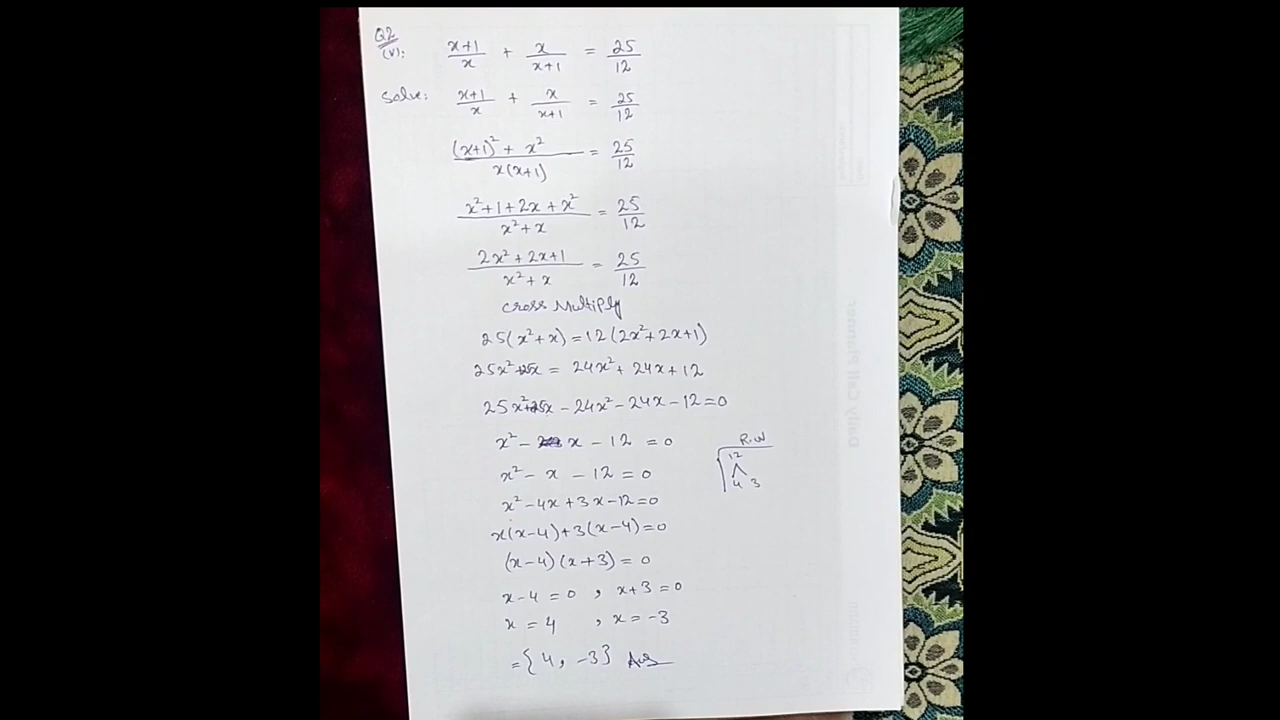 Q2
(v): (x+1)/x + x/(x+1) = 25/12
Solve: (x+1)/x + x/(x+1) = 25/12
((x+1)² + x²)/(x(x+1)) = 25/12
(x²+1+2x+x²)/(x²+x) = 25/12
(2x²+2x+1)/(x²+x) = 25/12
Cross Multiply
25(x²+x) = 12(2x²+2x+1)
25x²+25x = 24x²+24x+12
25x²+25x-24x²-24x-12=0
x² - x - 12 = 0
x² - x - 12 = 0
x²-4x+3x-12=0
x(x-4)+3(x-4)=0
(x-4)(x+3)=0
x-4=0 , x+3=0
x=4 , x=-3
={4, -3} Ans
R.W
12
4 3
Daily Call Planner